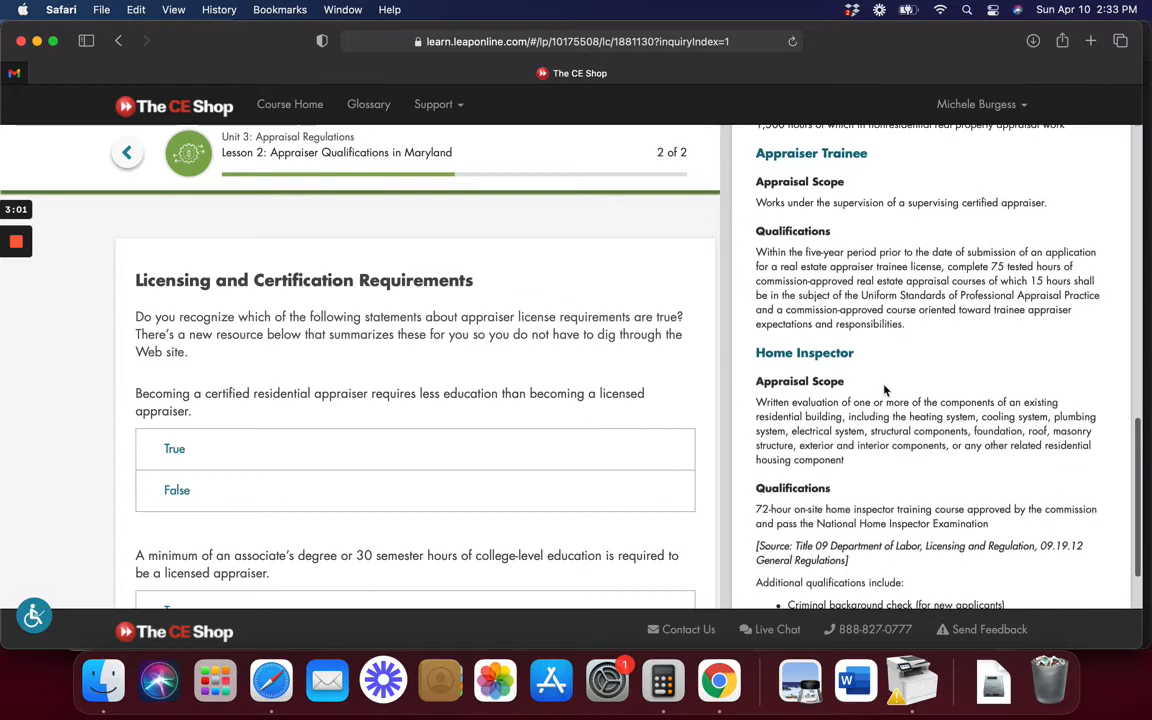 Safari File Edit View History Bookmarks Window Help
2
Sun Apr 10 2:33 PM
learn.leaponline.com/#/lp/10175508/lc/1881130?inquiryIndex=1
The CE Shop
The CE Shop
Course Home Glossary Support
Michele Burgess
Unit 3: Appraisal Regulations
Lesson 2: Appraiser Qualifications in Maryland
2 of 2
3:01
Licensing and Certification Requirements
Do you recognize which of the following statements about appraiser license requirements are true?
There's a new resource below that summarizes these for you so you do not have to dig through the
Web site.
Becoming a certified residential appraiser requires less education than becoming a licensed
appraiser.
True
False
A minimum of an associate's degree or 30 semester hours of college-level education is required to
be a licensed appraiser.
1,500 hours of which in nonresidential real property appraisal work
Appraiser Trainee
Appraisal Scope
Works under the supervision of a supervising certified appraiser.
Qualifications
Within the five-year period prior to the date of submission of an application
for a real estate appraiser trainee license, complete 75 tested hours of
commission-approved real estate appraisal courses of which 15 hours shall
be in the subject of the Uniform Standards of Professional Appraisal Practice
and a commission-approved course oriented toward trainee appraiser
expectations and responsibilities.
Home Inspector
Appraisal Scope
Written evaluation of one or more of the components of an existing
residential building, including the heating system, cooling system, plumbing
system, electrical system, structural components, foundation, roof, masonry
structure, exterior and interior components, or any other related residential
housing component
Qualifications
72-hour on-site home inspector training course approved by the commission
and pass the National Home Inspector Examination
[Source: Title 09 Department of Labor, Licensing and Regulation, 09.19.12
General Regulations]
Additional qualifications include:
• Criminal background check (for new applicants)
The CE Shop
Contact Us Live Chat 888-827-0777 Send Feedback
1